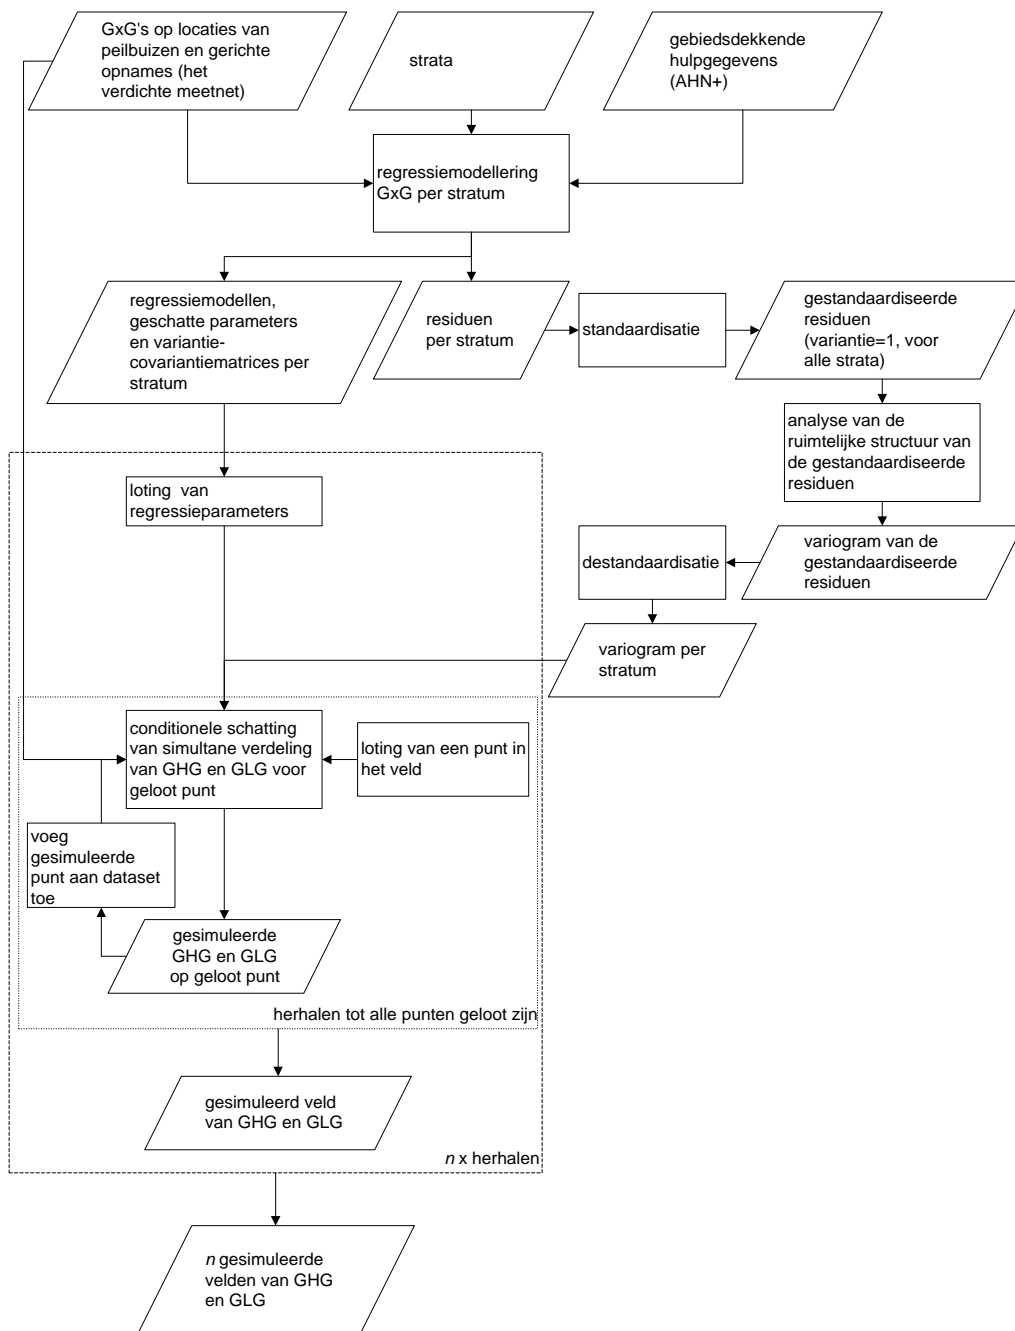 GxG's op locaties van
peilbuizen en gerichte
opnames (het
verdichte meetnet)
strata
gebiedsdekkende
hulpgegevens
(AHN+)
regressiemodellering
GxG per stratum
regressiemodellen,
geschatte parameters
en variantie-
covariantiematrices per
stratum
residuen
per stratum
standaardisatie
gestandaardiseerde
residuen
(variantie=1, voor
alle strata)
analyse van de
ruimtelijke structuur van
de gestandaardiseerde
residuen
loting van
regressieparameters
destandaardisatie
variogram van de
gestandaardiseerde
residuen
variogram per
stratum
conditionele schatting
van simultane verdeling
van GHG en GLG voor
geloot punt
loting van een punt in
het veld
voeg
gesimuleerde
punt aan dataset
toe
gesimuleerde
GHG en GLG
op geloot punt
herhalen tot alle punten geloot zijn
gesimuleerd veld
van GHG en GLG
n x herhalen
n gesimuleerde
velden van GHG
en GLG